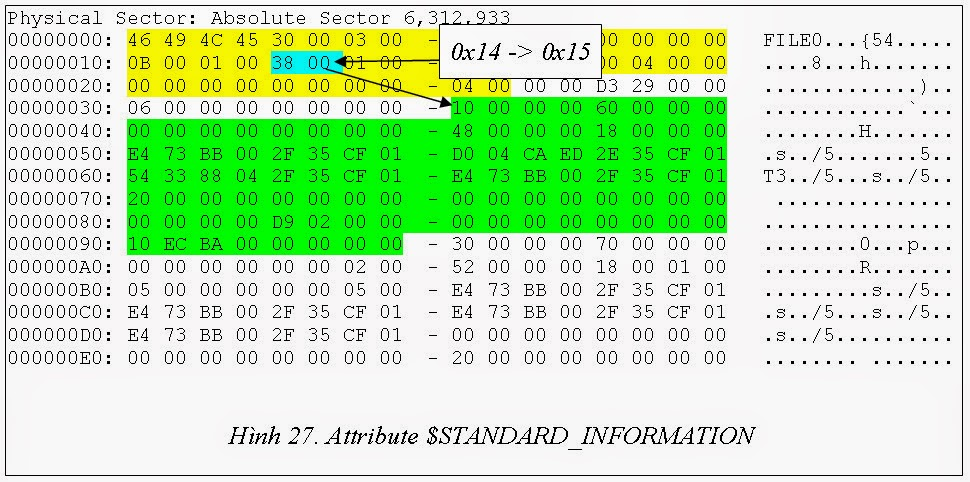 Physical Sector: Absolute Sector 6,312,933
00000000: 46 49 4C 45 30 00 03 00 - 00 00 00 00 FILE0...{54.....
00000010: 0B 00 01 00 38 00 01 00 - 0x14 -> 0x15 00 04 00 00 ....8...h.......
00000020: 00 00 00 00 00 00 00 00 - 04 00 00 00 D3 29 00 00 .............)..
00000030: 06 00 00 00 00 00 00 00 - 10 00 00 00 60 00 00 00 ............`...
00000040: 00 00 00 00 00 00 00 00 - 48 00 00 00 18 00 00 00 ........H.......
00000050: E4 73 BB 00 2F 35 CF 01 - D0 04 CA ED 2E 35 CF 01 .s../5.......5..
00000060: 54 33 88 04 2F 35 CF 01 - E4 73 BB 00 2F 35 CF 01 T3../5...s../5..
00000070: 20 00 00 00 00 00 00 00 - 00 00 00 00 00 00 00 00 ...............
00000080: 00 00 00 00 D9 02 00 00 - 00 00 00 00 00 00 00 00 ................
00000090: 10 EC BA 00 00 00 00 00 - 30 00 00 00 70 00 00 00 ........0...p...
000000A0: 00 00 00 00 00 00 02 00 - 52 00 00 00 18 00 01 00 ........R.......
000000B0: 05 00 00 00 00 00 05 00 - E4 73 BB 00 2F 35 CF 01 .........s../5..
000000C0: E4 73 BB 00 2F 35 CF 01 - E4 73 BB 00 2F 35 CF 01 .s../5...s../5..
000000D0: E4 73 BB 00 2F 35 CF 01 - 00 00 00 00 00 00 00 00 .s../5..........
000000E0: 00 00 00 00 00 00 00 00 - 20 00 00 00 00 00 00 00 ........ .......
Hình 27. Attribute $STANDARD_INFORMATION